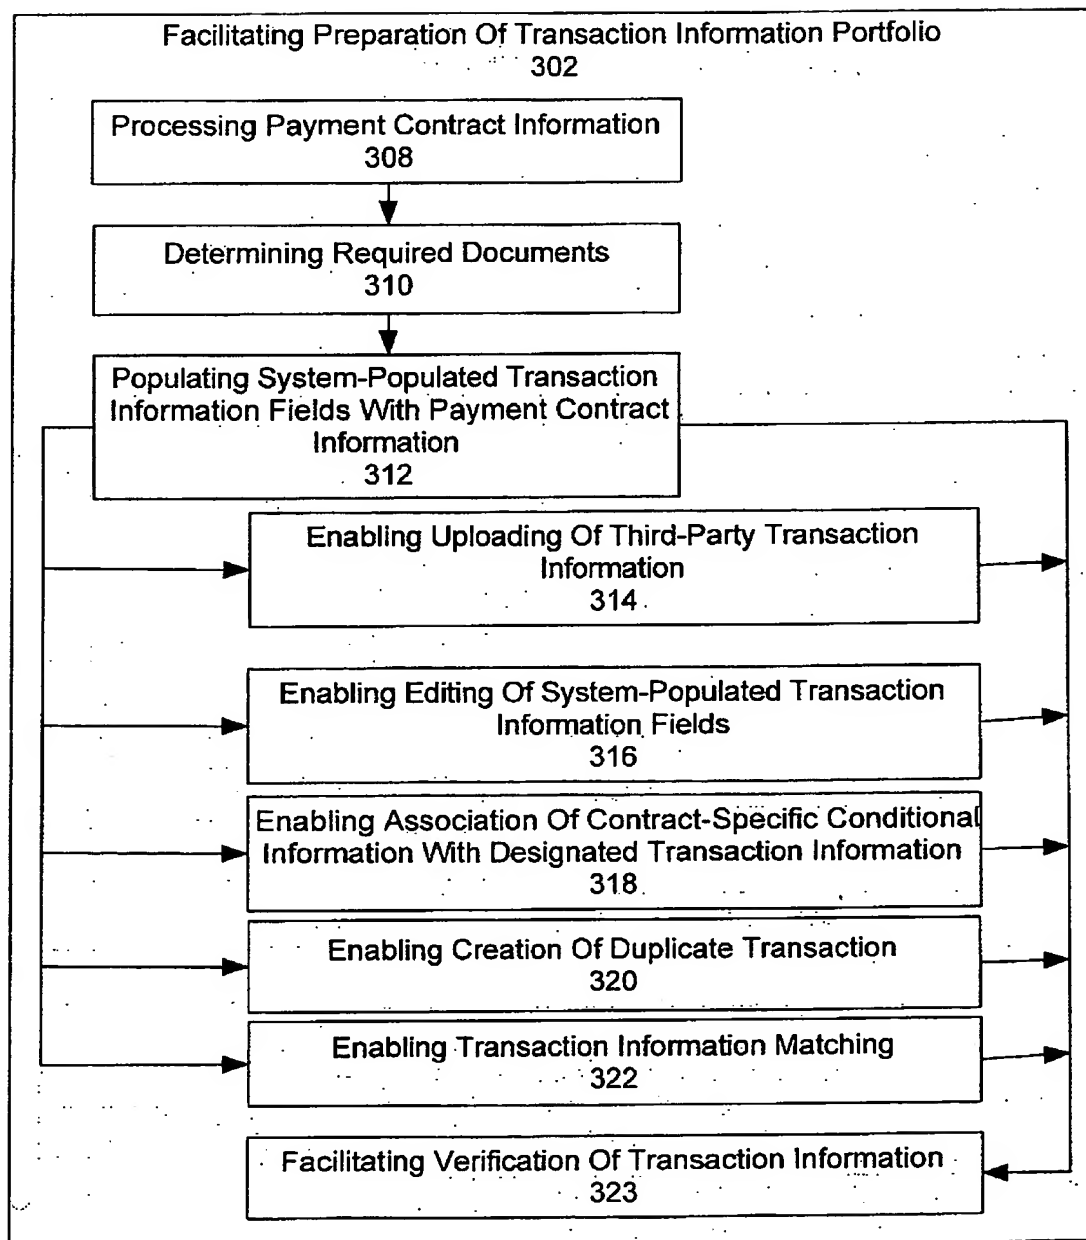 Facilitating Preparation Of Transaction Information Portfolio
302
Processing Payment Contract Information
308
Determining Required Documents
310
Populating System-Populated Transaction
Information Fields With Payment Contract
Information
312
Enabling Uploading Of Third-Party Transaction
Information
314
Enabling Editing Of System-Populated Transaction
Information Fields
316
Enabling Association Of Contract-Specific Conditional
Information With Designated Transaction Information
318
Enabling Creation Of Duplicate Transaction
320
Enabling Transaction Information Matching
322
Facilitating Verification Of Transaction Information
323